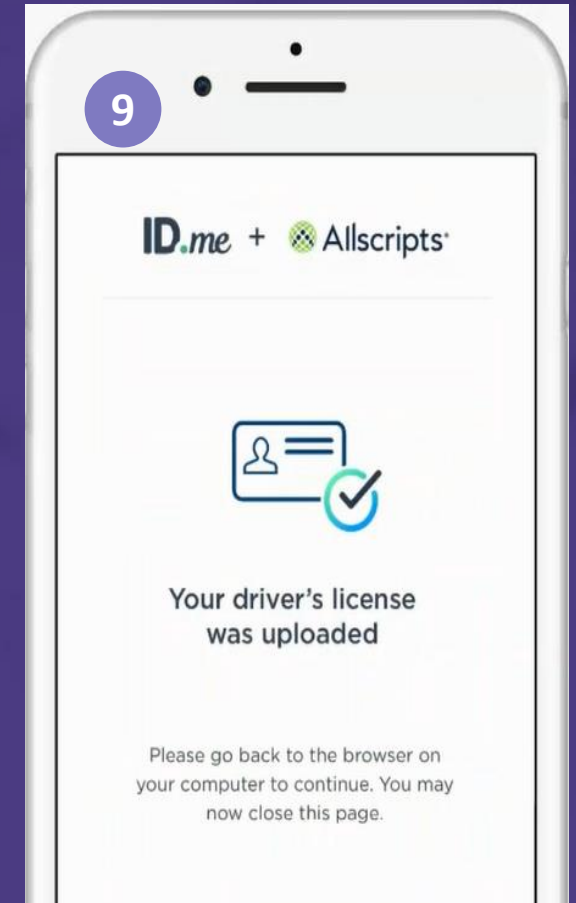 9
ID.me + Allscripts
Your driver's license
was uploaded
Please go back to the browser on
your computer to continue. You may
now close this page.